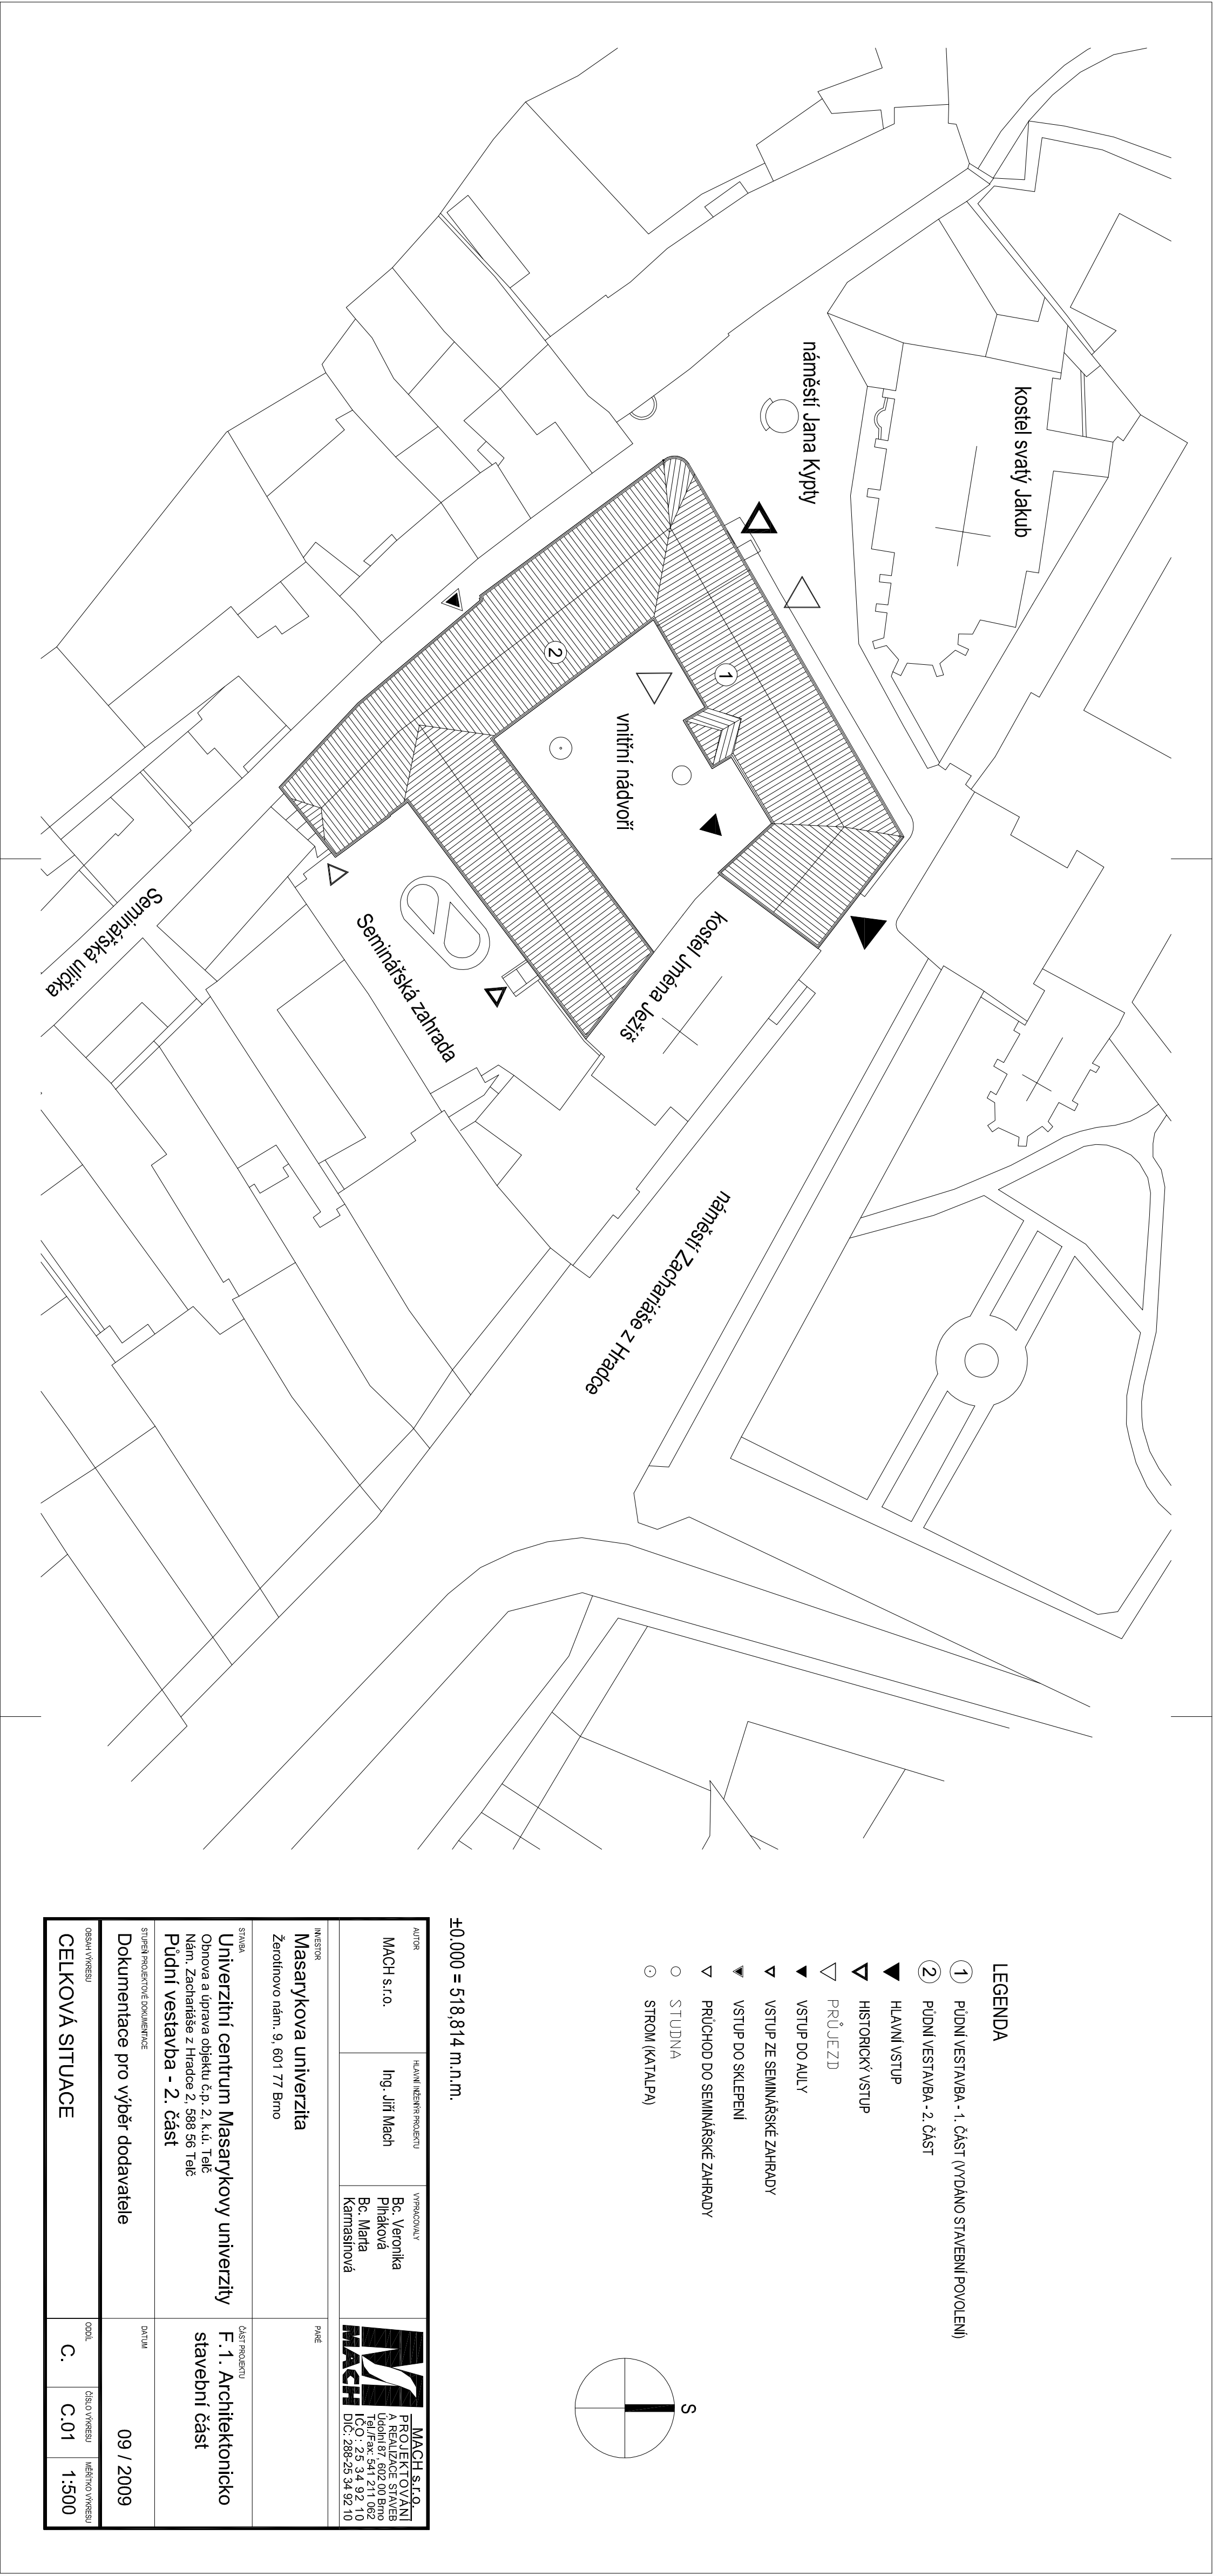 kostel svatý Jakub
náměstí Jana Kypty
1
2
vnitřní nádvoří
kostel Jména Ježíš
Seminářská zahrada
Seminářská ulička
náměstí Zachariáše z Hradce
LEGENDA
1 PŮDNÍ VESTAVBA - 1. ČÁST (VYDÁNO STAVEBNÍ POVOLENÍ)
2 PŮDNÍ VESTAVBA - 2. ČÁST
HLAVNÍ VSTUP
HISTORICKÝ VSTUP
PRŮJEZD
VSTUP DO AULY
VSTUP ZE SEMINÁŘSKÉ ZAHRADY
VSTUP DO SKLEPENÍ
PRŮCHOD DO SEMINÁŘSKÉ ZAHRADY
STUDNA
STROM (KATALPA)
S
±0.000 = 518,814 m.n.m.
AUTOR
MACH s.r.o.
HLAVNÍ INŽENÝR PROJEKTU
Ing. Jiří Mach
VYPRACOVALY
Bc. Veronika
Plháková
Bc. Marta
Karmasinová
MACH
MACH s.r.o.
PROJEKTOVÁNÍ
A REALIZACE STAVEB
Údolní 87, 602 00 Brno
Tel./Fax: 541 211 062
IČO: 25 34 92 10
DIČ: 288-25 34 92 10
INVESTOR
Masarykova univerzita
Žerotínovo nám. 9, 601 77 Brno
PARÉ
STAVBA
Univerzitní centrum Masarykovy univerzity
Obnova a úprava objektu č.p. 2, k.ú. Telč
Nám. Zachariáše z Hradce 2, 588 56 Telč
Půdní vestavba - 2. část
ČÁST PROJEKTU
F.1. Architektonicko
stavební část
STUPEŇ PROJEKTOVÉ DOKUMENTACE
Dokumentace pro výběr dodavatele
DATUM
09 / 2009
OBSAH VÝKRESU
CELKOVÁ SITUACE
ODDÍL
C.
ČÍSLO VÝKRESU
C.01
MĚŘÍTKO VÝKRESU
1:500